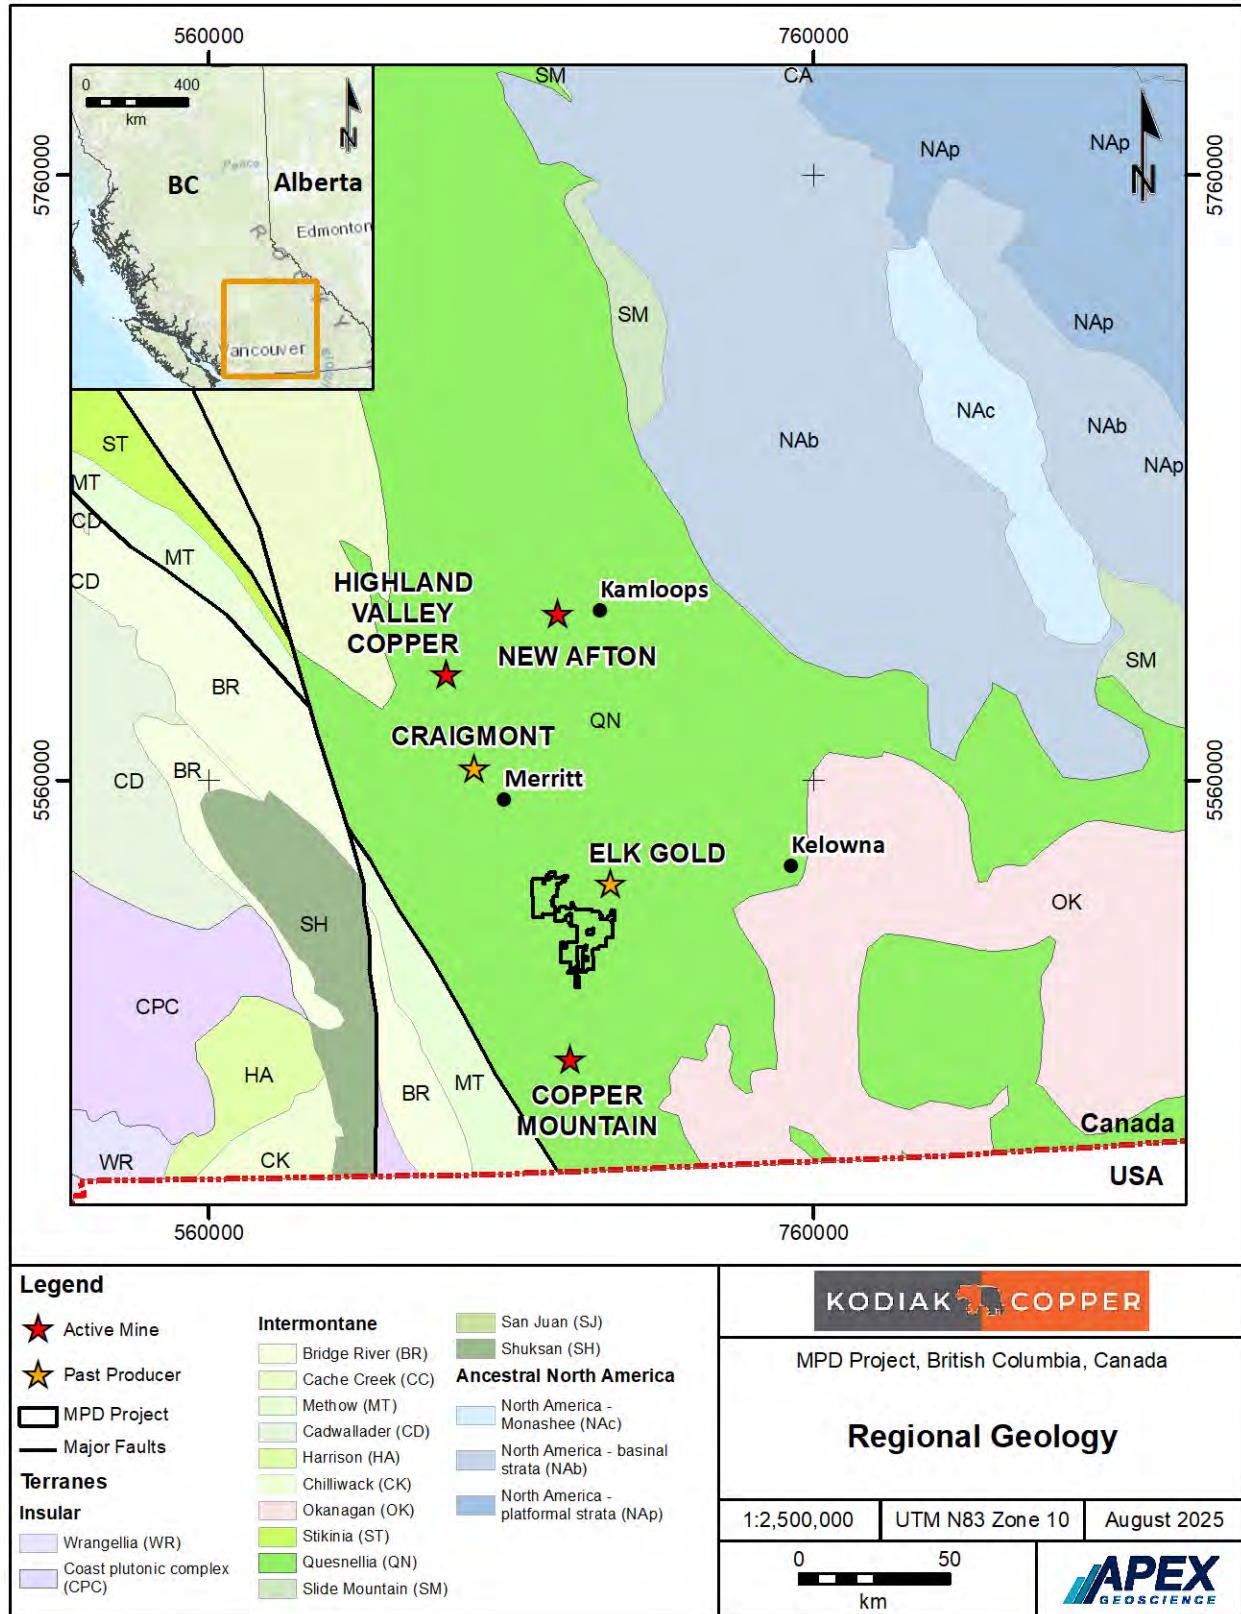 560000
760000
0
400
km
N
BC
Alberta
Peace
Edmonton
ROCKY
Vancouver
SM
CA
NAp
NAp
N
5760000
5760000
SM
NAp
NAc
NAb
NAb
NAp
ST
MT
CD
MT
CD
HIGHLAND
VALLEY
COPPER
Kamloops
NEW AFTON
SM
BR
QN
CRAIGMONT
Merritt
5560000
5560000
BR
CD
ELK GOLD
Kelowna
OK
SH
CPC
HA
BR
MT
COPPER
MOUNTAIN
Canada
WR
CK
USA
560000
760000
Legend
Active Mine
Past Producer
MPD Project
Major Faults
Terranes
Insular
Wrangellia (WR)
Coast plutonic complex
(CPC)
Intermontane
Bridge River (BR)
Cache Creek (CC)
Methow (MT)
Cadwallader (CD)
Harrison (HA)
Chilliwack (CK)
Okanagan (OK)
Stikinia (ST)
Quesnellia (QN)
Slide Mountain (SM)
San Juan (SJ)
Shuksan (SH)
Ancestral North America
North America -
Monashee (NAc)
North America - basinal
strata (NAb)
North America -
platformal strata (NAp)
KODIAK COPPER
MPD Project, British Columbia, Canada
Regional Geology
1:2,500,000
UTM N83 Zone 10
August 2025
0
50
km
APEX
GEOSCIENCE